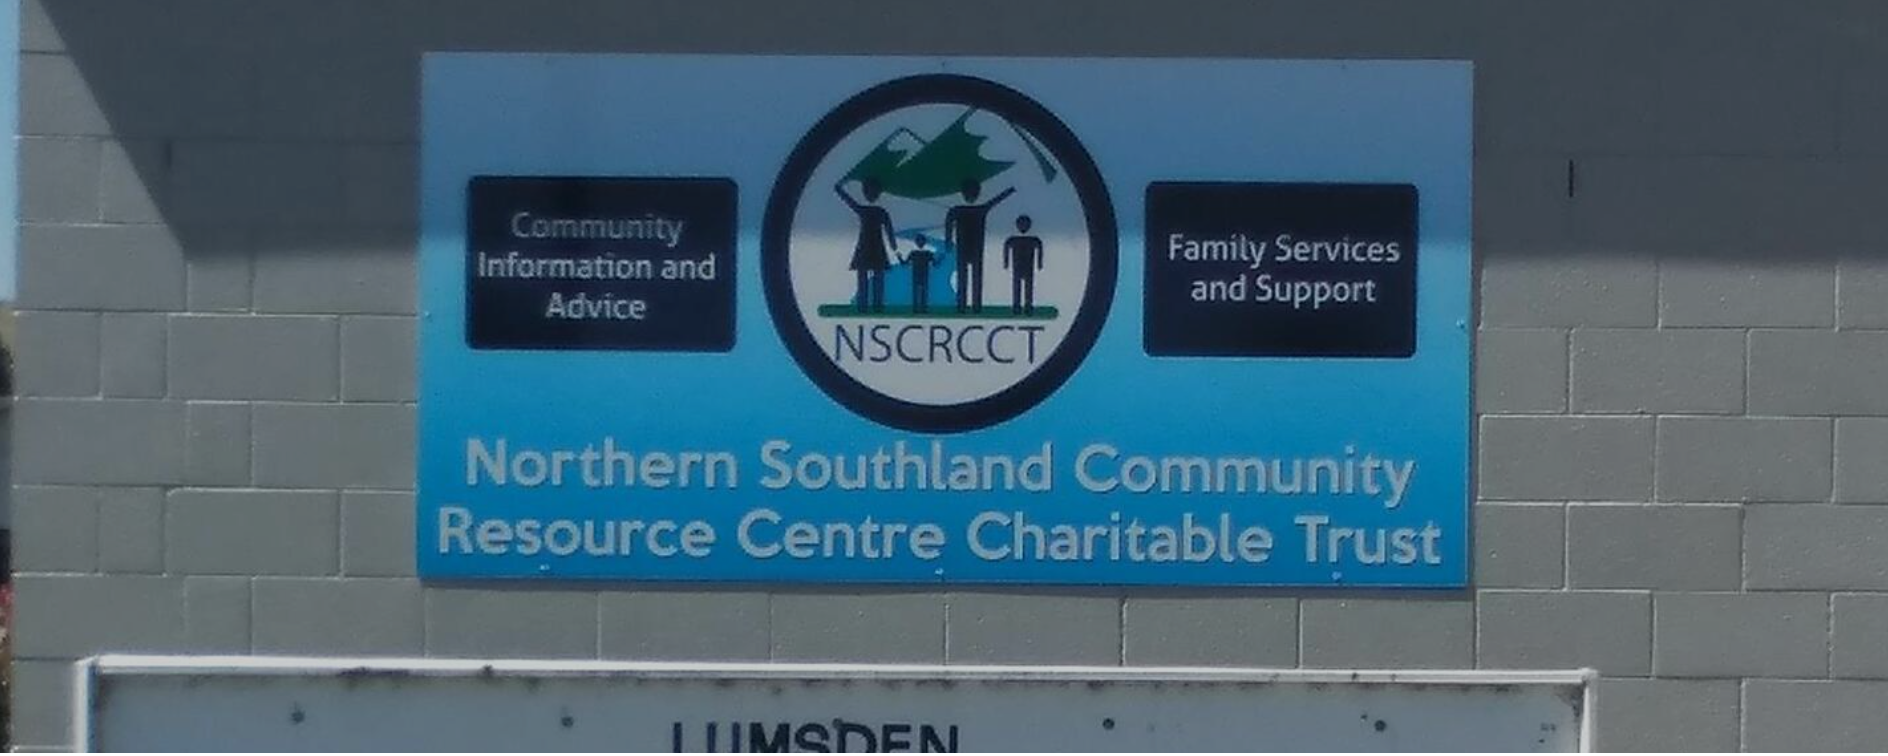 Community
Information and
Advice
NSCRCCT
Family Services
and Support
Northern Southland Community
Resource Centre Charitable Trust
LUMSDEN